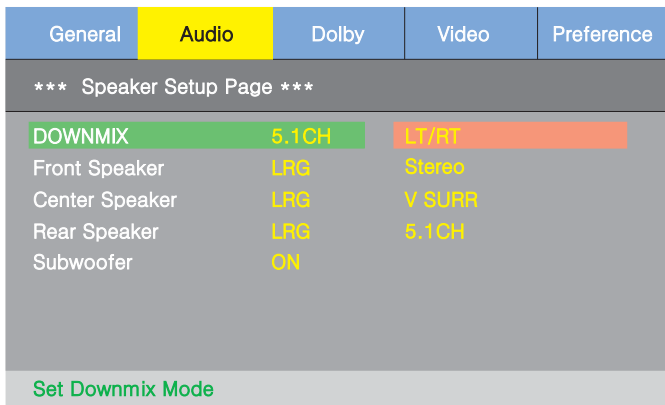 General Audio Dolby Video Preference
*** Speaker Setup Page ***
DOWNMIX 5.1CH LT/RT
Front Speaker LRG Stereo
Center Speaker LRG V SURR
Rear Speaker LRG 5.1CH
Subwoofer ON
Set Downmix Mode